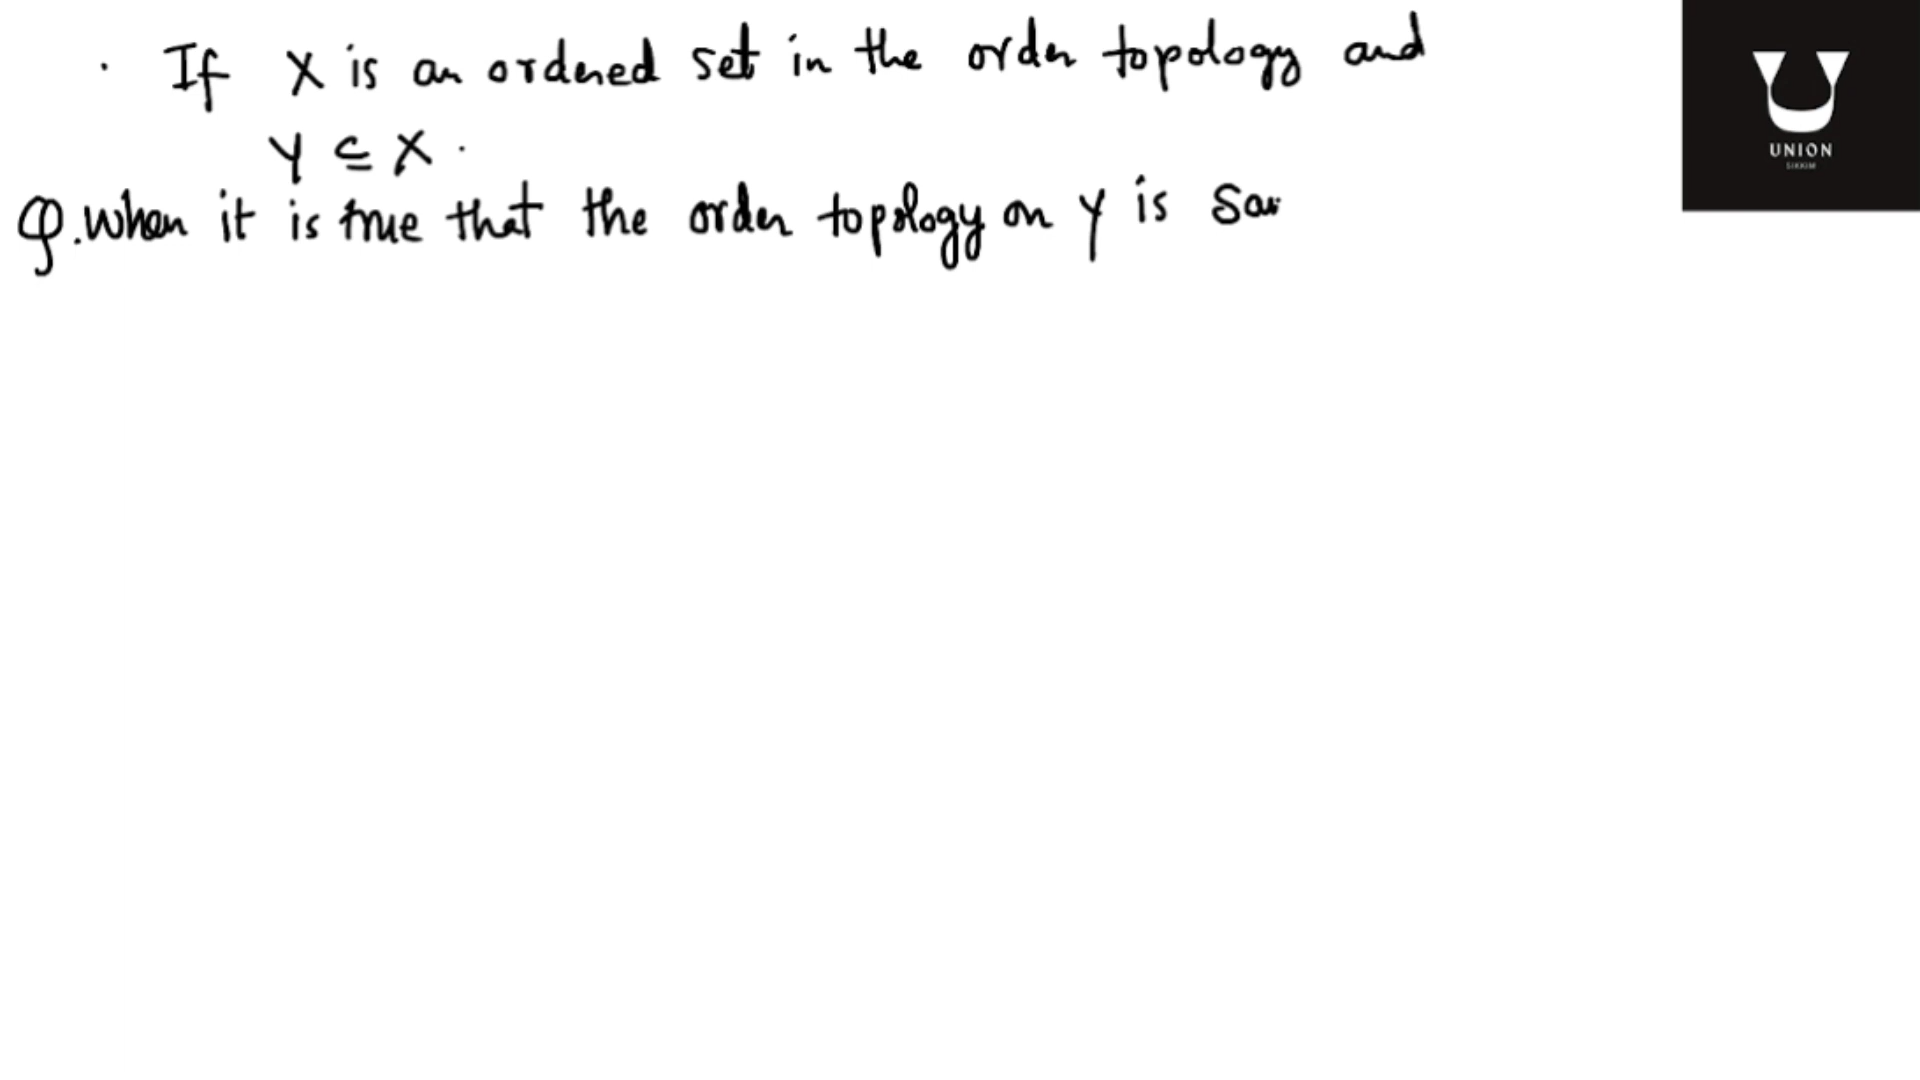 . If X is an ordered set in the order topology and
Y ⊆ X .
Q. when it is true that the order topology on Y is
UNION
SIKKIM